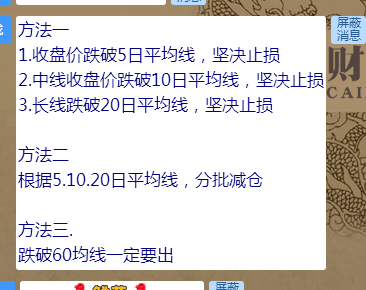 屏蔽
消息
方法一
1.收盘价跌破5日平均线，坚决止损
2.中线收盘价跌破10日平均线，坚决止损
3.长线跌破20日平均线，坚决止损
方法二
根据5.10.20日平均线，分批减仓
方法三.
跌破60均线一定要出
财
CAI
屏蔽